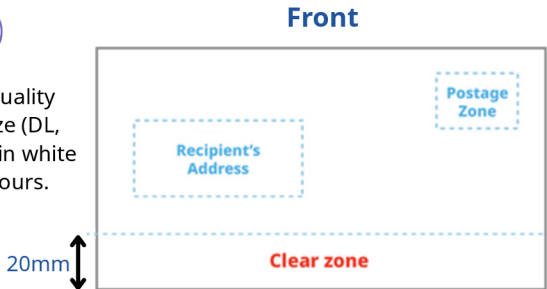 Front
uality
ze (DL,
in white
ours.
Postage
Zone
Recipient's
Address
20mm
Clear zone